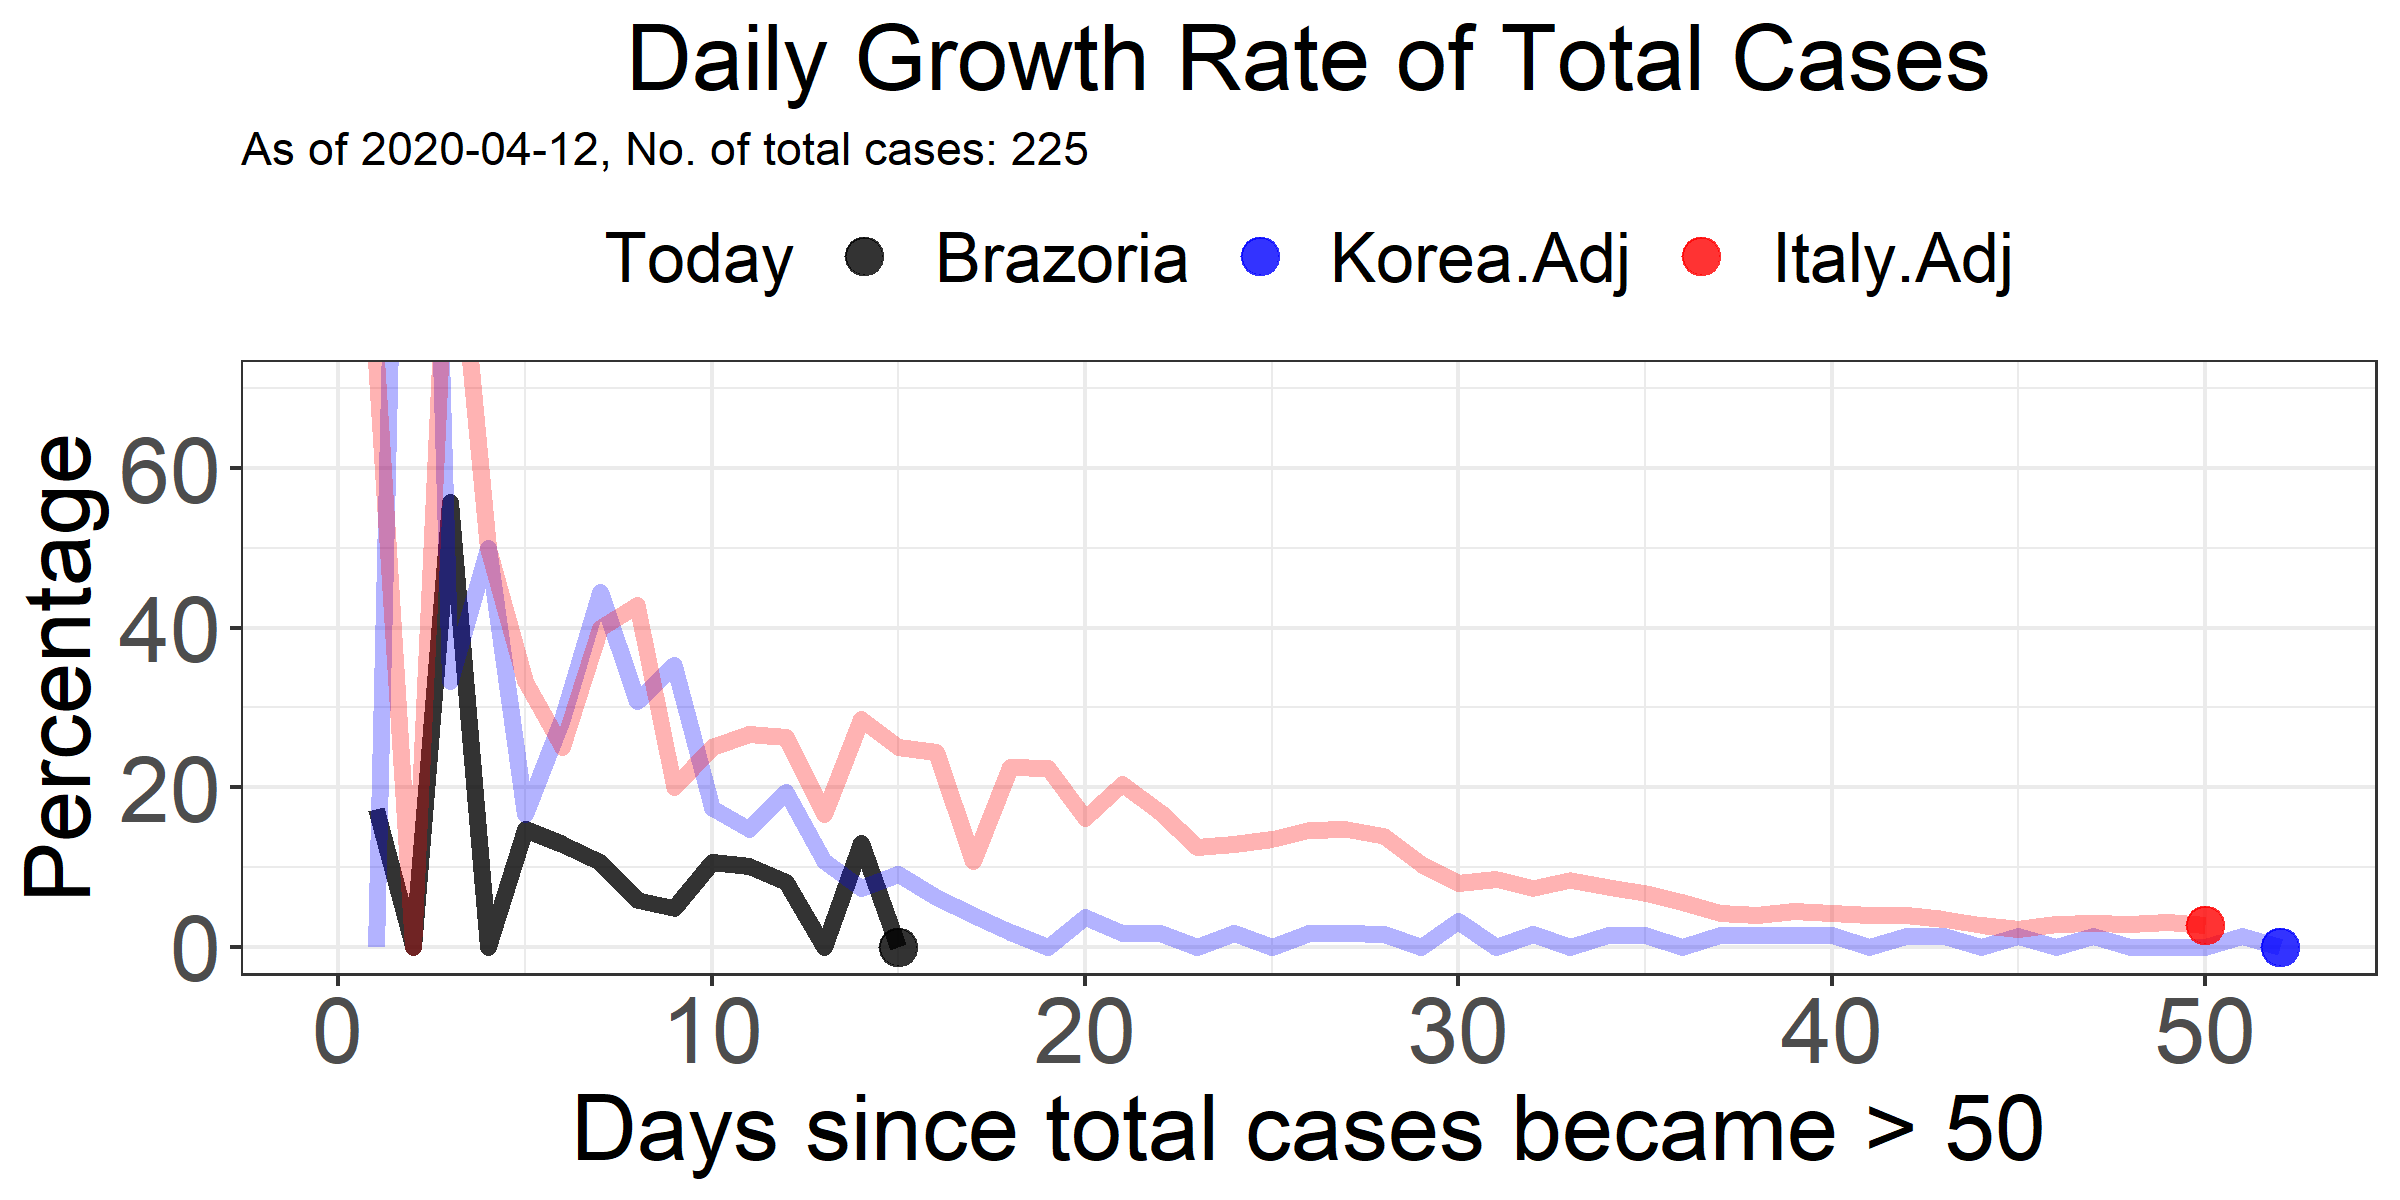 Daily Growth Rate of Total Cases
As of 2020-04-12, No. of total cases: 225
Today Brazoria Korea.Adj Italy.Adj
Percentage
60
40
20
0
0 10 20 30 40 50
Days since total cases became > 50